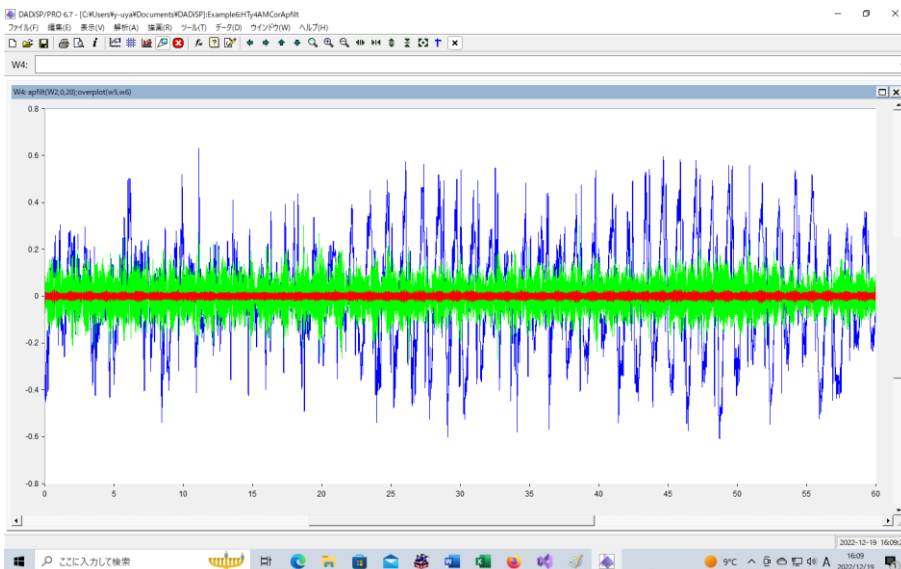 DADiSP/PRO 6.7 - [C:¥Users¥y-uya¥Documents¥DADiSP]:Example6:HTy4AMCorApfilt
ファイル(F) 編集(E) 表示(V) 解析(A) 描画(R) ツール(T) データ(D) ウインドウ(W) ヘルプ(H)
W4:
W4: apfilt(W2,0,20);overplot(w5,w6)
0.8
0.6
0.4
0.2
0
-0.2
-0.4
-0.6
-0.8
0 5 10 15 20 25 30 35 40 45 50 55 60
2022-12-19 16:09:2
ここに入力して検索
9°C
A
16:09
2022/12/19